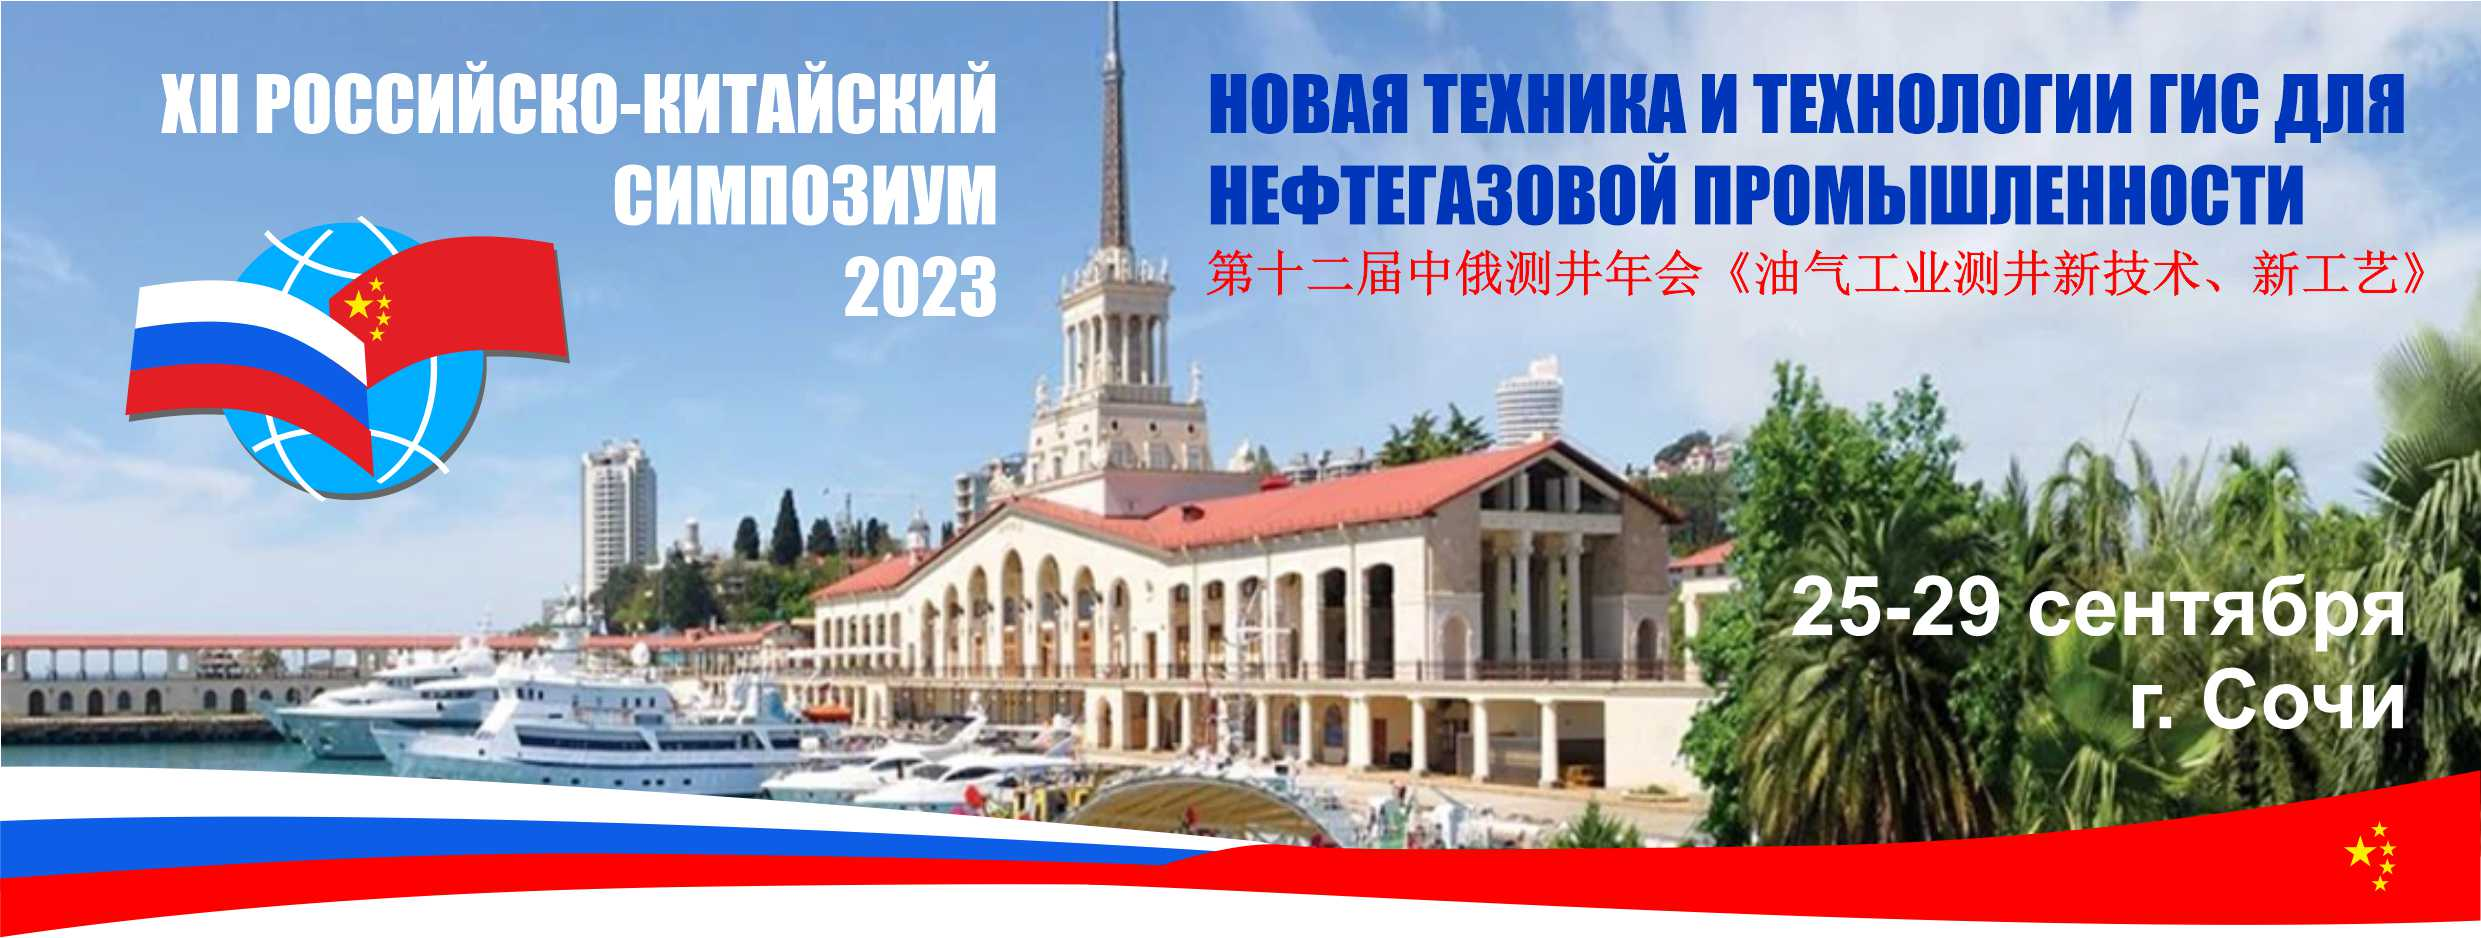 XII РОССИЙСКО-КИТАЙСКИЙ
СИМПОЗИУМ
2023
НОВАЯ ТЕХНИКА И ТЕХНОЛОГИИ ГИС ДЛЯ
НЕФТЕГАЗОВОЙ ПРОМЫШЛЕННОСТИ
第十二届中俄测井年会《油气工业测井新技术、新工艺》
25-29 сентября
г. Сочи